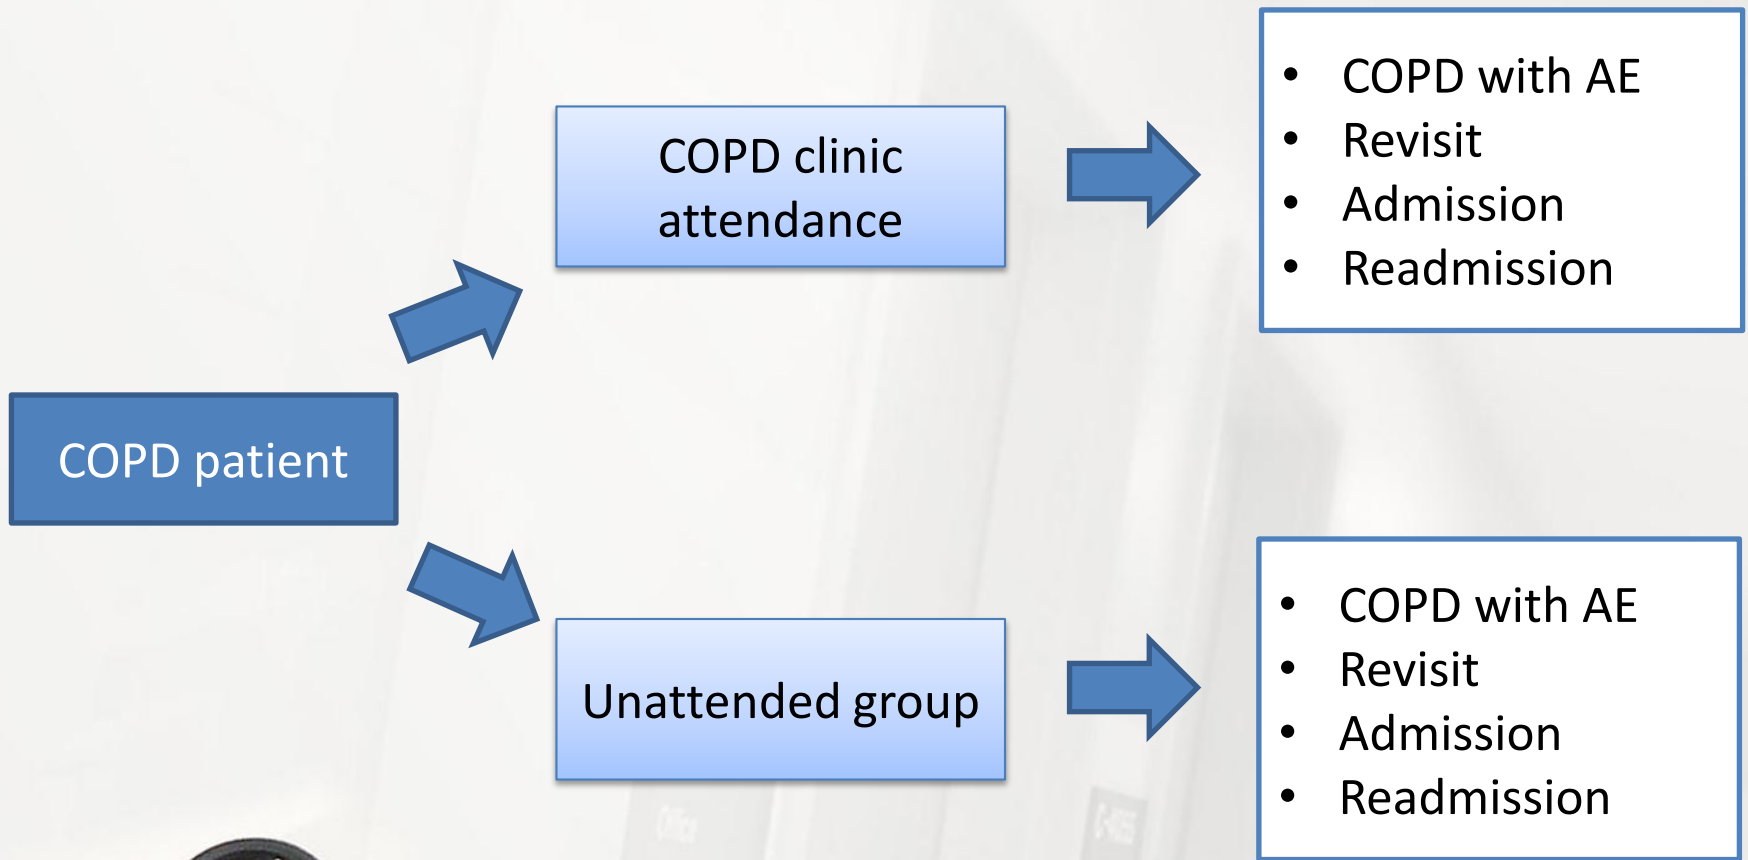 COPD clinic
attendance
• COPD with AE
• Revisit
• Admission
• Readmission
COPD patient
Unattended group
• COPD with AE
• Revisit
• Admission
• Readmission
Office